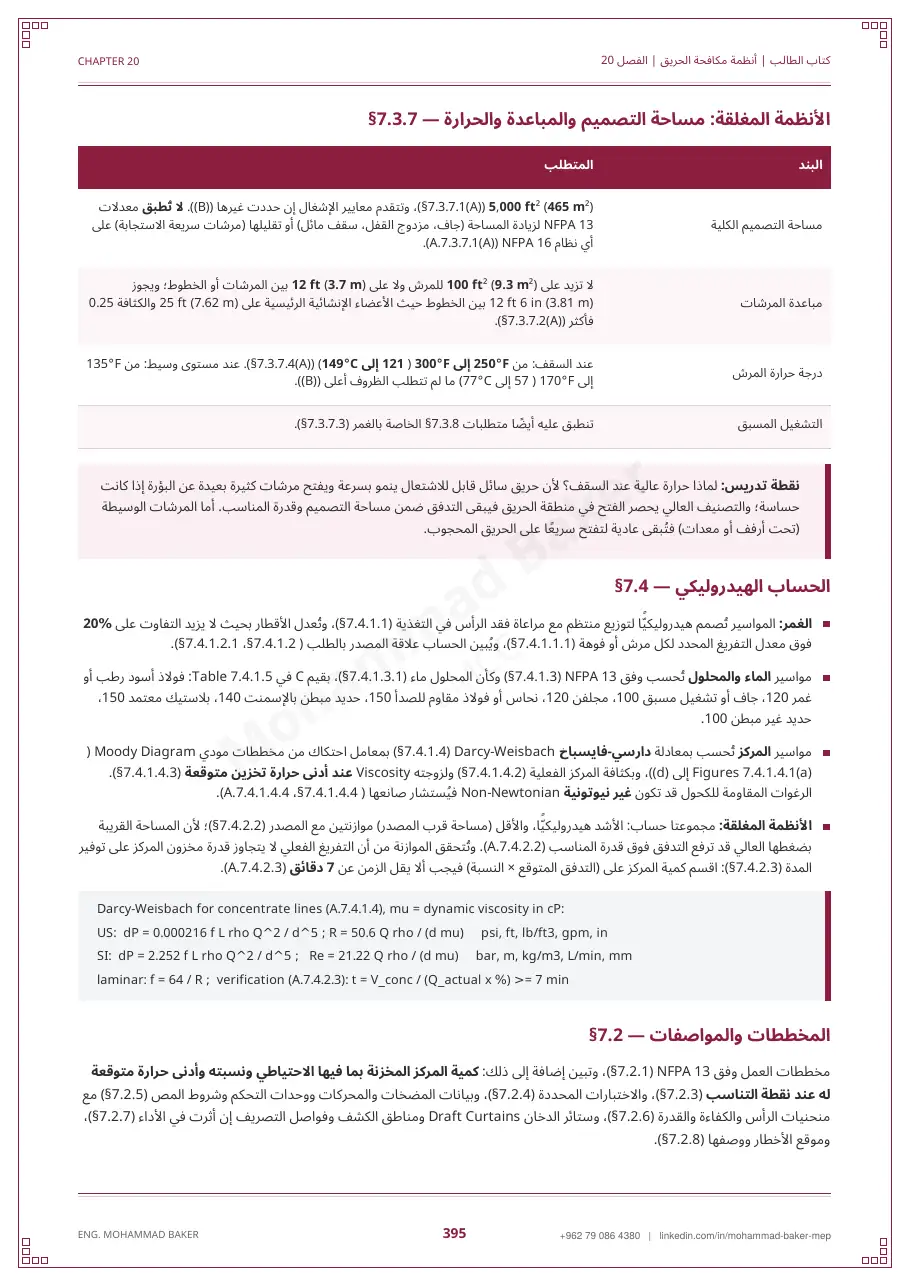 CHAPTER 20
كتاب الطالب | أنظمة مكافحة الحريق | الفصل 20
الأنظمة المغلقة: مساحة التصميم والمباعدة والحرارة — §7.3.7
البند
المتطلب
مساحة التصميم الكلية
5,000 ft² (465 m²) (§7.3.7.1(A))، وتتقدم معايير الإشغال إن حددت غيرها ((B)). لا تُطبق معدلات
NFPA 13 لزيادة المساحة (جاف، مزدوج القفل، سقف مائل) أو تقليلها (مرشات سريعة الاستجابة) على
أي نظام NFPA 16 (A.7.3.7.1(A)).
مباعدة المرشات
لا تزيد على 100 ft² (9.3 m²) للمرش ولا على 12 ft (3.7 m) بين المرشات أو الخطوط؛ ويجوز
12 ft 6 in (3.81 m) بين الخطوط حيث الأعضاء الإنشائية الرئيسية على 25 ft (7.62 m) والكثافة 0.25
فأكثر (§7.3.7.2(A)).
درجة حرارة المرش
عند السقف: من 250°F إلى 300°F ( 121 إلى 149°C) (§7.3.7.4(A)). عند مستوى وسيط: من 135°F
إلى 170°F ( 57 إلى 77°C) ما لم تتطلب الظروف أعلى ((B)).
التشغيل المسبق
تنطبق عليه أيضًا متطلبات §7.3.8 الخاصة بالغمر (§7.3.7.3).
نقطة تدريس: لماذا حرارة عالية عند السقف؟ لأن حريق سائل قابل للاشتعال ينمو بسرعة ويفتح مرشات كثيرة بعيدة عن البؤرة إذا كانت
حساسة؛ والتصنيف العالي يحصر الفتح في منطقة الحريق فيبقى التدفق ضمن مساحة التصميم وقدرة المناسب. أما المرشات الوسيطة
(تحت أرفف أو معدات) فتُبقى عادية لتفتح سريعًا على الحريق المحجوب.
الحساب الهيدروليكي — §7.4
▪ الغمر: المواسير تُصمم هيدروليكيًّا لتوزيع منتظم مع مراعاة فقد الرأس في التغذية (§7.4.1.1)، وتُعدل الأقطار بحيث لا يزيد التفاوت على 20%
فوق معدل التفريغ المحدد لكل مرش أو فوهة (§7.4.1.1.1)، ويُبين الحساب علاقة المصدر بالطلب ( §7.4.1.2، §7.4.1.2.1).
▪ مواسير الماء والمحلول تُحسب وفق NFPA 13 (§7.4.1.3) وكأن المحلول ماء (§7.4.1.3.1)، بقيم C في Table 7.4.1.5: فولاذ أسود رطب أو
غمر 120، جاف أو تشغيل مسبق 100، مجلفن 120، نحاس أو فولاذ مقاوم للصدأ 150، حديد مبطن بالإسمنت 140، بلاستيك معتمد 150،
حديد غير مبطن 100.
▪ مواسير المركز تُحسب بمعادلة دارسي-فايسباخ Darcy-Weisbach (§7.4.1.4) بمعامل احتكاك من مخططات مودي Moody Diagram (
Figures 7.4.1.4.1(a) إلى (d))، وبكثافة المركز الفعلية (§7.4.1.4.2) ولزوجته Viscosity عند أدنى حرارة تخزين متوقعة (§7.4.1.4.3).
الرغوات المقاومة للكحول قد تكون غير نيوتونية Non-Newtonian فيُستشار صانعها ( §7.4.1.4.4، A.7.4.1.4.4).
▪ الأنظمة المغلقة: مجموعتا حساب: الأشد هيدروليكيًّا، والأقل (مساحة قرب المصدر) موازنتين مع المصدر (§7.4.2.2)؛ لأن المساحة القريبة
بضغطها العالي قد ترفع التدفق فوق قدرة المناسب (A.7.4.2.2). وتُتحقق الموازنة من أن التفريغ الفعلي لا يتجاوز قدرة مخزون المركز على توفير
المدة (§7.4.2.3): اقسم كمية المركز على (التدفق المتوقع × النسبة) فيجب ألا يقل الزمن عن 7 دقائق (A.7.4.2.3).
Darcy-Weisbach for concentrate lines (A.7.4.1.4), mu = dynamic viscosity in cP:
US: dP = 0.000216 f L rho Q^2 / d^5 ; R = 50.6 Q rho / (d mu) psi, ft, lb/ft3, gpm, in
SI: dP = 2.252 f L rho Q^2 / d^5 ; Re = 21.22 Q rho / (d mu) bar, m, kg/m3, L/min, mm
laminar: f = 64 / R ; verification (A.7.4.2.3): t = V_conc / (Q_actual x %) >= 7 min
المخططات والمواصفات — §7.2
مخططات العمل وفق NFPA 13 (§7.2.1)، وتبين إضافة إلى ذلك: كمية المركز المخزنة بما فيها الاحتياطي ونسبته وأدنى حرارة متوقعة
له عند نقطة التناسب (§7.2.3)، والاختبارات المحددة (§7.2.4)، وبيانات المضخات والمحركات ووحدات التحكم وشروط المص (§7.2.5) مع
منحنيات الرأس والكفاءة والقدرة (§7.2.6)، وستائر الدخان Draft Curtains ومناطق الكشف وفواصل التصريف إن أثرت في الأداء (§7.2.7)،
وموقع الأخطار ووصفها (§7.2.8).
ENG. MOHAMMAD BAKER
395
+962 79 086 4380 | linkedin.com/in/mohammad-baker-mep
Mohammad Baker